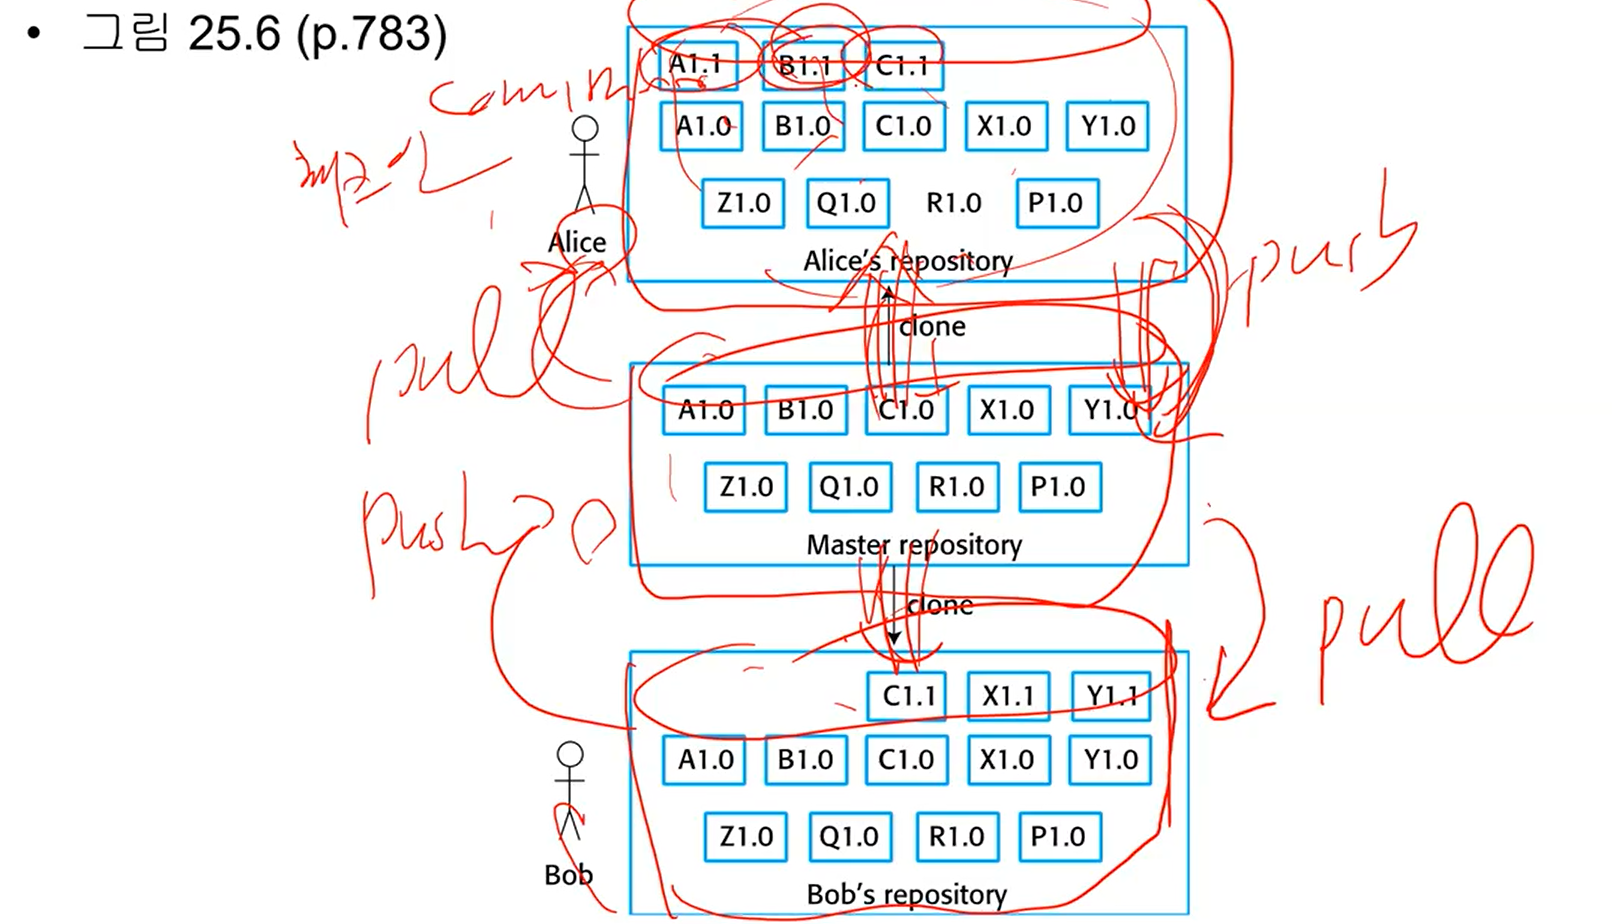 • 그림 25.6 (p.783)
A1.1 B1.1 C1.1
commit
A1.0 B1.0 C1.0 X1.0 Y1.0
Z1.0 Q1.0 R1.0 P1.0
Alice
Alice's repository
push
clone
pull
A1.0 B1.0 C1.0 X1.0 Y1.0
Z1.0 Q1.0 R1.0 P1.0
push
Master repository
clone
pull
C1.1 X1.1 Y1.1
A1.0 B1.0 C1.0 X1.0 Y1.0
Z1.0 Q1.0 R1.0 P1.0
Bob
Bob's repository